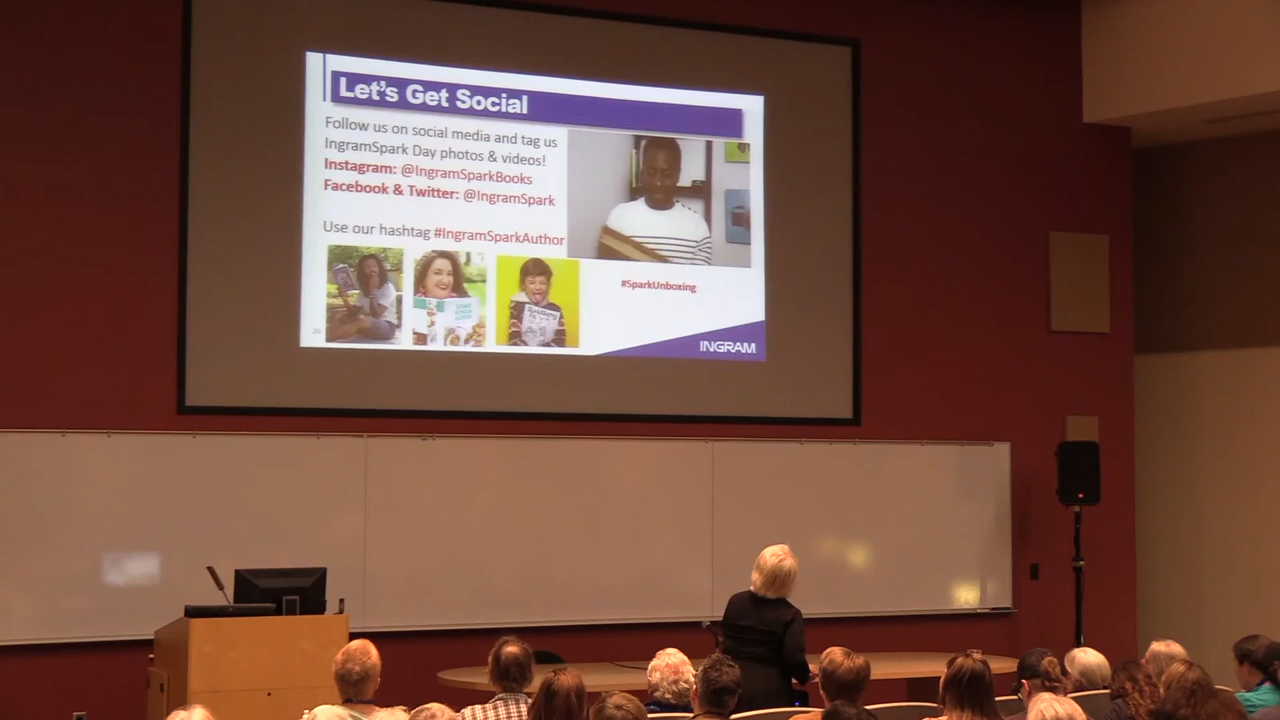 Let's Get Social
Follow us on social media and tag us
IngramSpark Day photos & videos!
Instagram: @IngramSparkBooks
Facebook & Twitter: @IngramSpark
Use our hashtag #IngramSparkAuthor
#SparkUnboxing
26
INGRAM